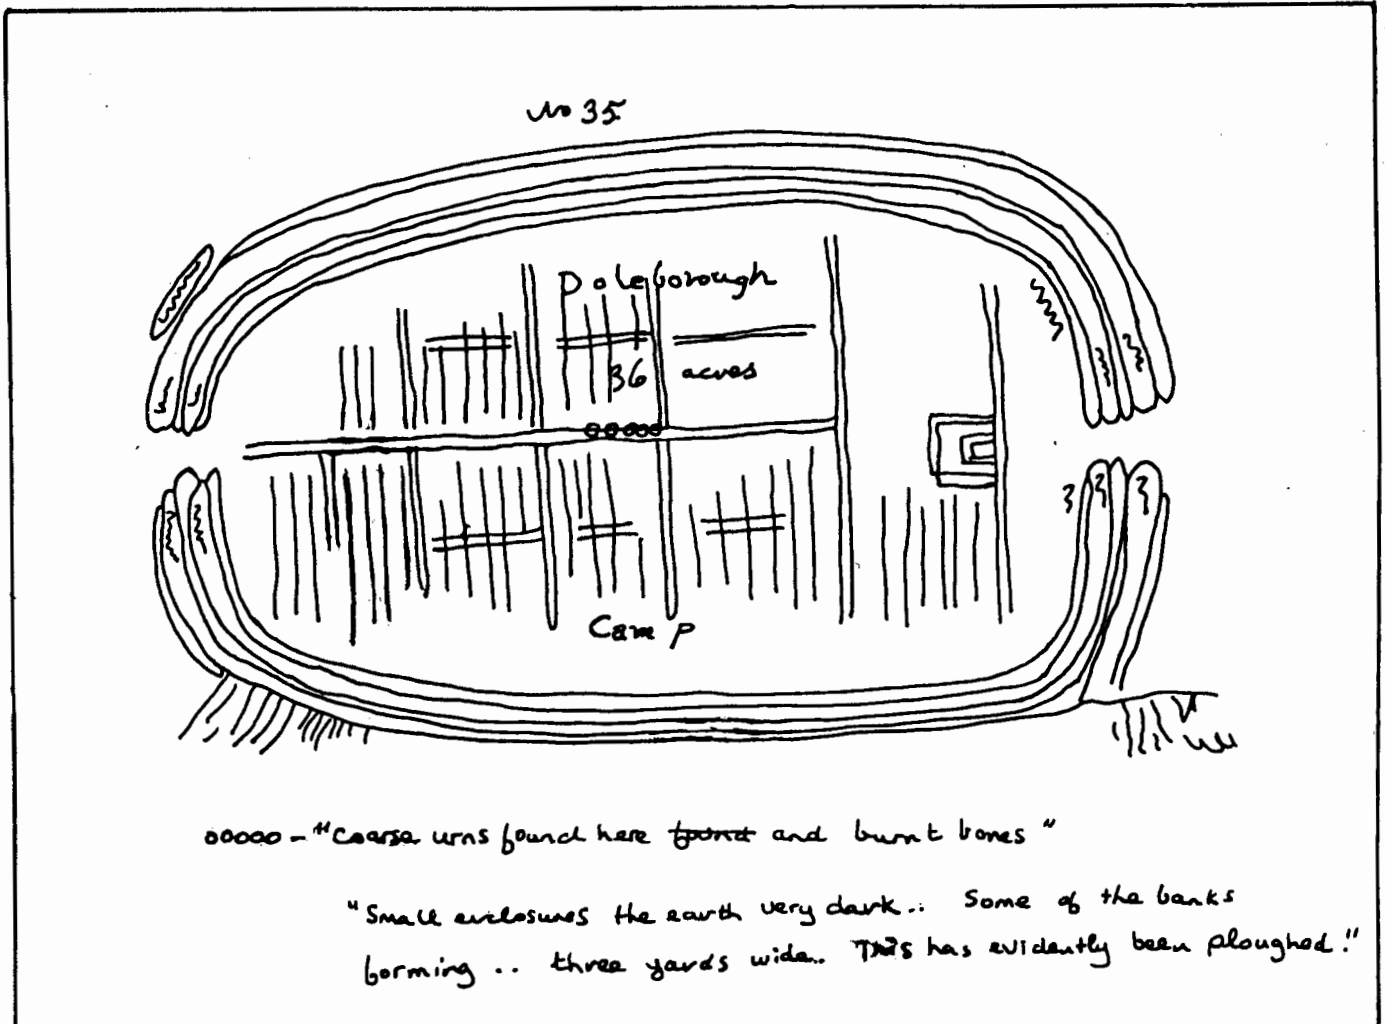 No 35
Doleborough
36 acres
Camp
00000 - "Coarse urns found here found and burnt bones"
"Small enclosures the earth very dark.. Some of the banks
forming .. three yards wide.. This has evidently been ploughed."